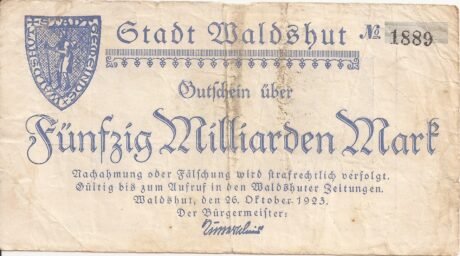 Stadt Waldshut
№ 1889
Gutschein über
Fünfzig Milliarden Mark
Nachahmung oder Fälschung wird strafrechtlich verfolgt.
Gültig bis zum Aufruf in den Waldshuter Zeitungen.
Waldshut, den 26. Oktober 1923.
Der Bürgermeister: